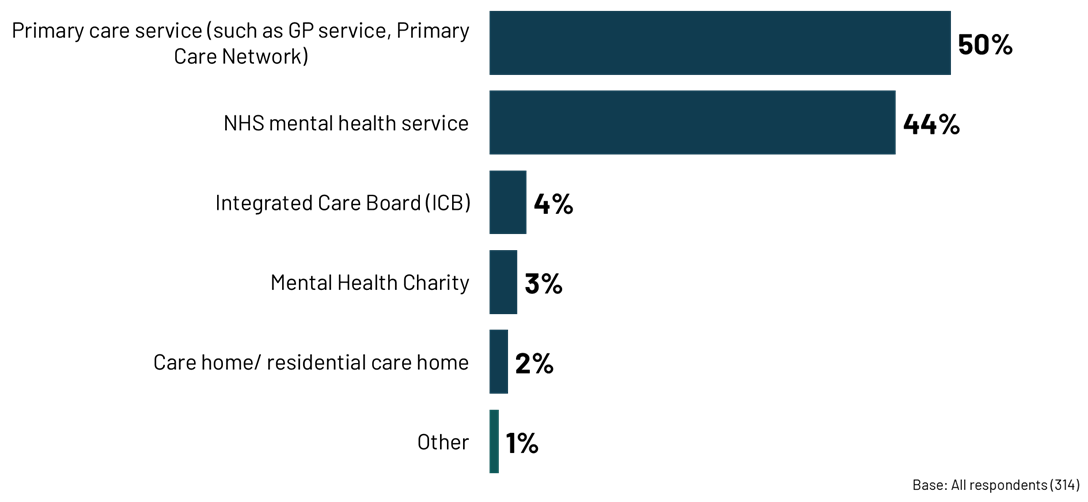 Primary care service (such as GP service, Primary
Care Network)
50%
NHS mental health service
44%
Integrated Care Board (ICB)
4%
Mental Health Charity
3%
Care home/ residential care home
2%
Other
1%
Base: All respondents (314)